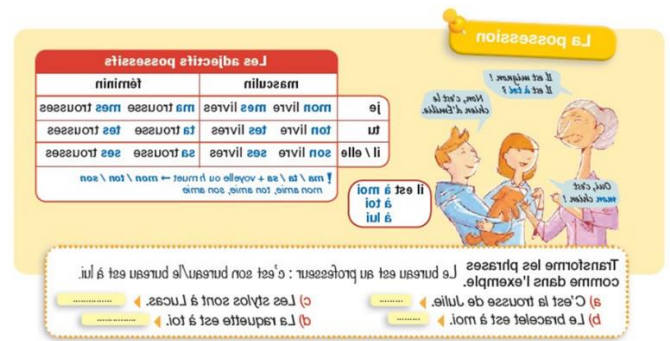 La possession
Il est mignon !
Il est à toi ?
Non, c'est le
chien d'Emilie.
Oui, c'est
mon chien !
Les adjectifs possessifs
masculin féminin
je mon livre mes livres ma trousse mes trousses
tu ton livre tes livres ta trousse tes trousses
il / elle son livre ses livres sa trousse ses trousses
! ma / ta / sa + voyelle ou h muet → mon / ton / son
mon amie, ton amie, son amie
il est à moi
à toi
à lui
Transforme les phrases
comme dans l'exemple.
Le bureau est au professeur : c'est son bureau/le bureau est à lui.
a) C'est la trousse de Julie. ..............
b) Le bracelet est à moi. ..............
c) Les stylos sont à Lucas. ..............
d) La raquette est à toi. ..............